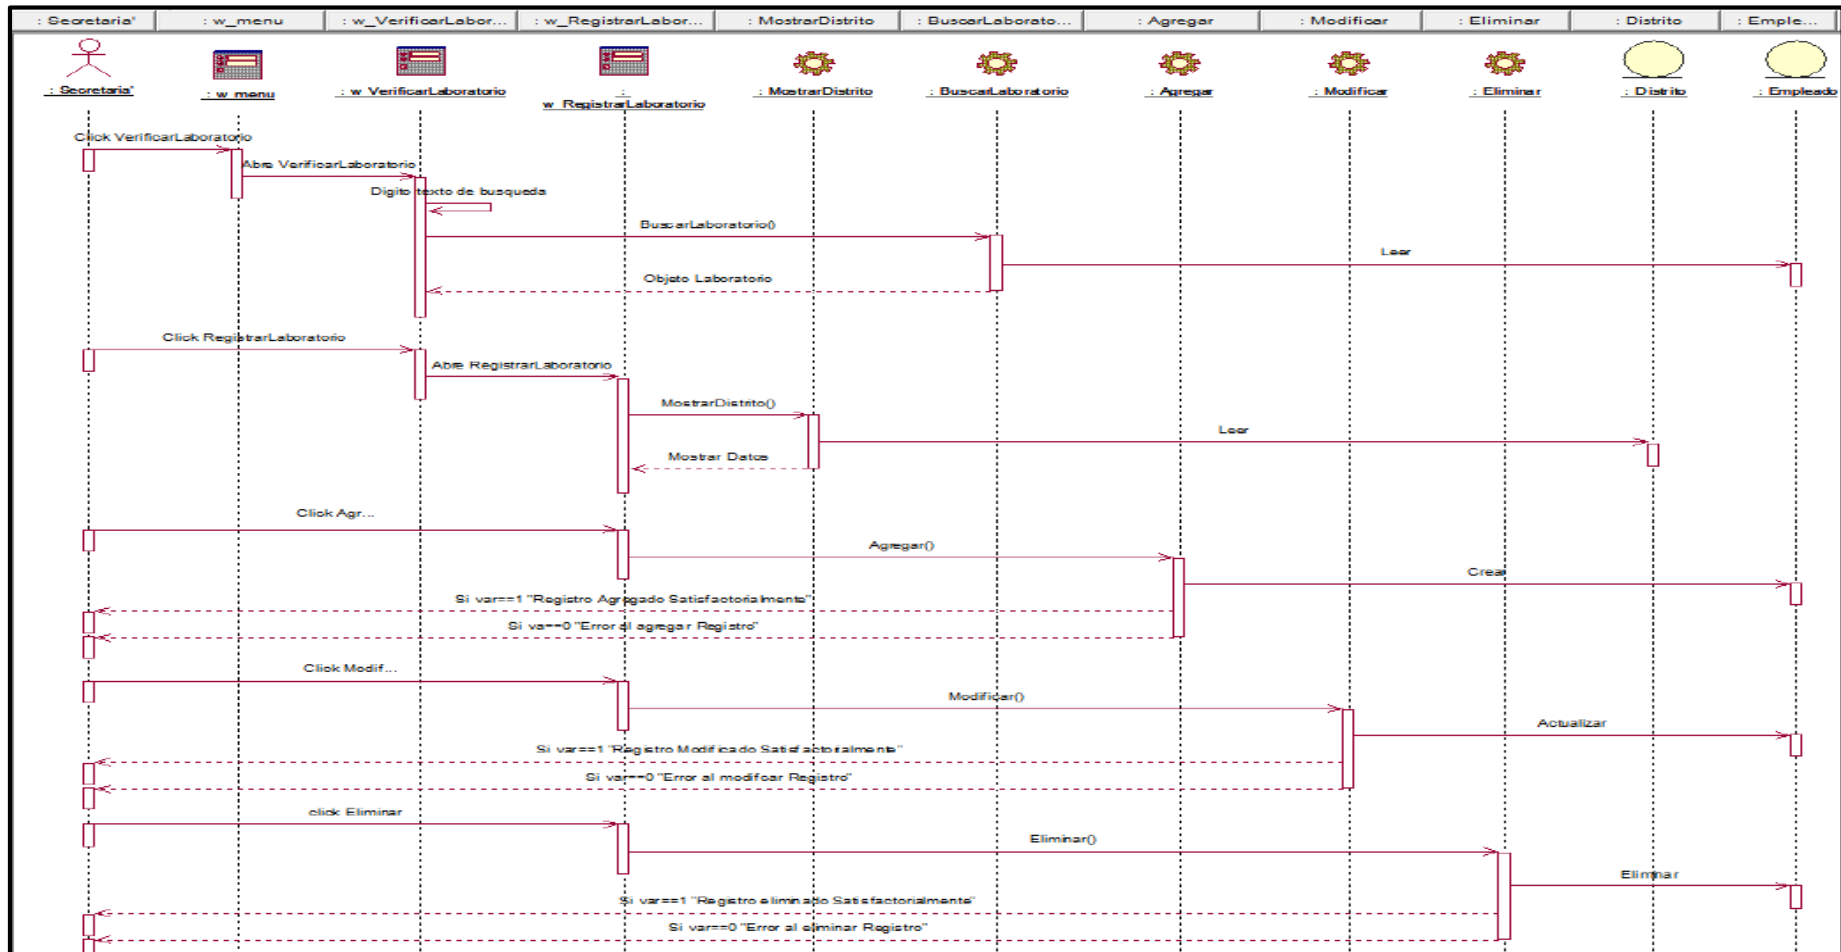 : Secretaria'
: w_menu
: w_VerificarLabor...
: w_RegistrarLabor...
: MostrarDistrito
: BuscarLaborato...
: Agregar
: Modificar
: Eliminar
: Distrito
: Emple...
: Secretaria'
: w_menu
: w_VerificarLaboratorio
:
w_RegistrarLaboratorio
: MostrarDistrito
: BuscarLaboratorio
: Agregar
: Modificar
: Eliminar
: Distrito
: Empleado
Click VerificarLaboratorio
Abre VerificarLaboratorio
Digito texto de busqueda
BuscarLaboratorio()
Leer
Objeto Laboratorio
Click RegistrarLaboratorio
Abre RegistrarLaboratorio
MostrarDistrito()
Leer
Mostrar Datos
Click Agr...
Agregar()
Crear
Si var==1 "Registro Agregado Satisfactorialmente"
Si va==0 "Error al agregar Registro"
Click Modif...
Modificar()
Actualizar
Si var==1 "Registro Modificado Satisfactorialmente"
Si var==0 "Error al modifcar Registro"
click Eliminar
Eliminar()
Eliminar
Si var==1 "Registro eliminado Satisfactorialmente"
Si var==0 "Error al eliminar Registro"